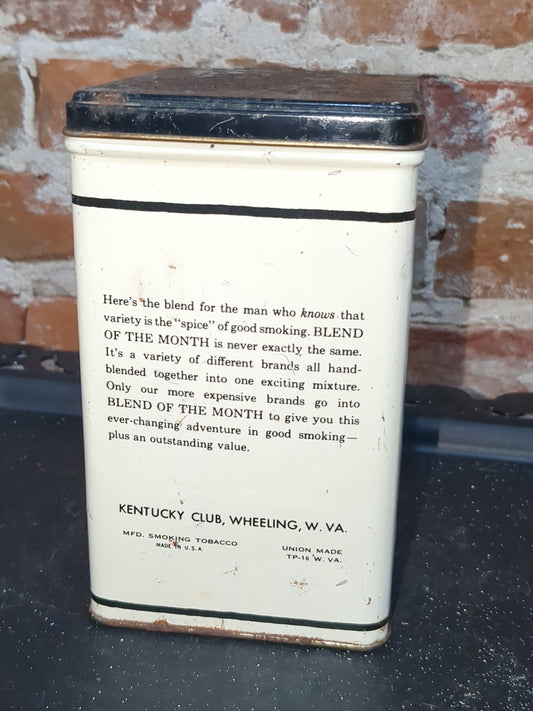 Here's the blend for the man who knows that
variety is the "spice" of good smoking. BLEND
OF THE MONTH is never exactly the same.
It's a variety of different brands all hand-
blended together into one exciting mixture.
Only our more expensive brands go into
BLEND OF THE MONTH to give you this
ever-changing adventure in good smoking—
plus an outstanding value.
KENTUCKY CLUB, WHEELING, W. VA.
MFD. SMOKING TOBACCO
MADE IN U.S.A.
UNION MADE
TP-16 W. VA.